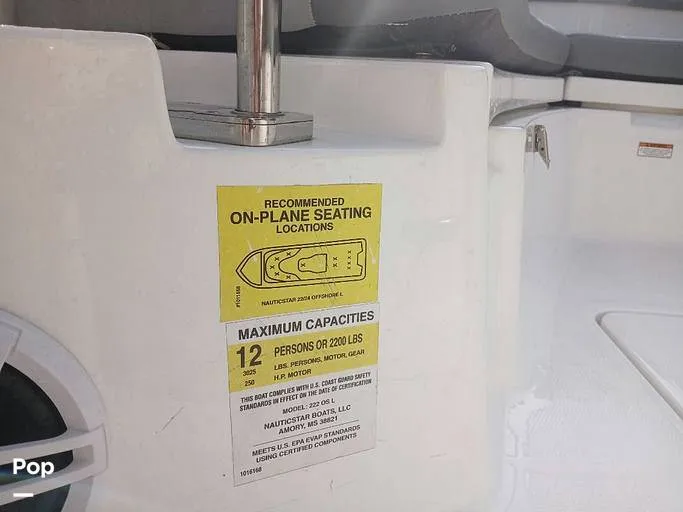 RECOMMENDED
ON-PLANE SEATING
LOCATIONS
NAUTICSTAR 22/24 OFFSHORE L
MAXIMUM CAPACITIES
12 PERSONS OR 2200 LBS
3025 LBS. PERSONS, MOTOR, GEAR
250 H.P. MOTOR
THIS BOAT COMPLIES WITH U.S. COAST GUARD SAFETY
STANDARDS IN EFFECT ON THE DATE OF CERTIFICATION
MODEL: 222 OS L
NAUTICSTAR BOATS, LLC
AMORY, MS 38821
MEETS U.S. EPA EVAP STANDARDS
USING CERTIFIED COMPONENTS
1016168
Pop